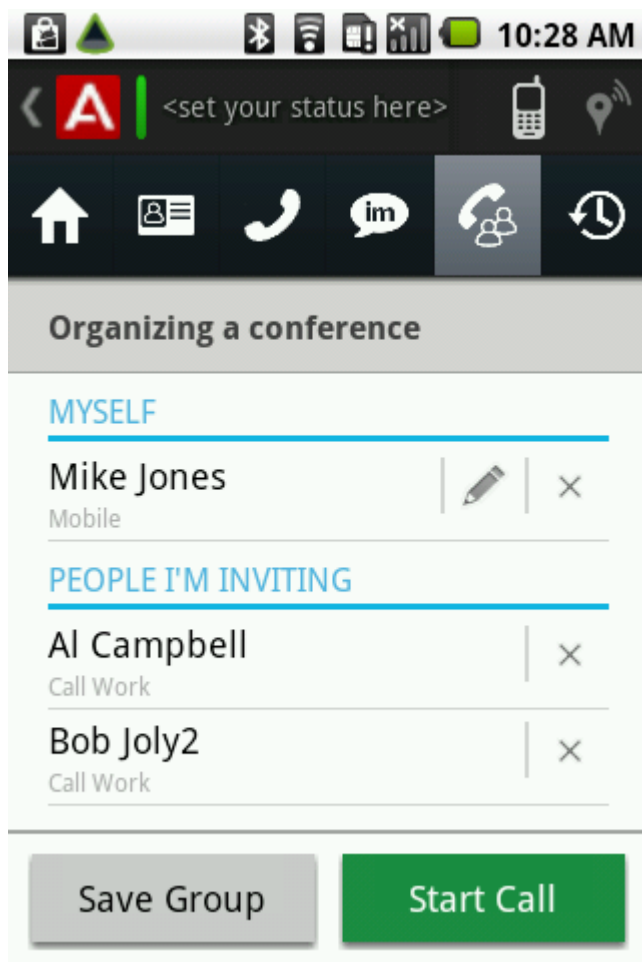 10:28 AM
<set your status here>
im
Organizing a conference
MYSELF
Mike Jones
Mobile
PEOPLE I'M INVITING
Al Campbell
Call Work
Bob Joly2
Call Work
Save Group
Start Call